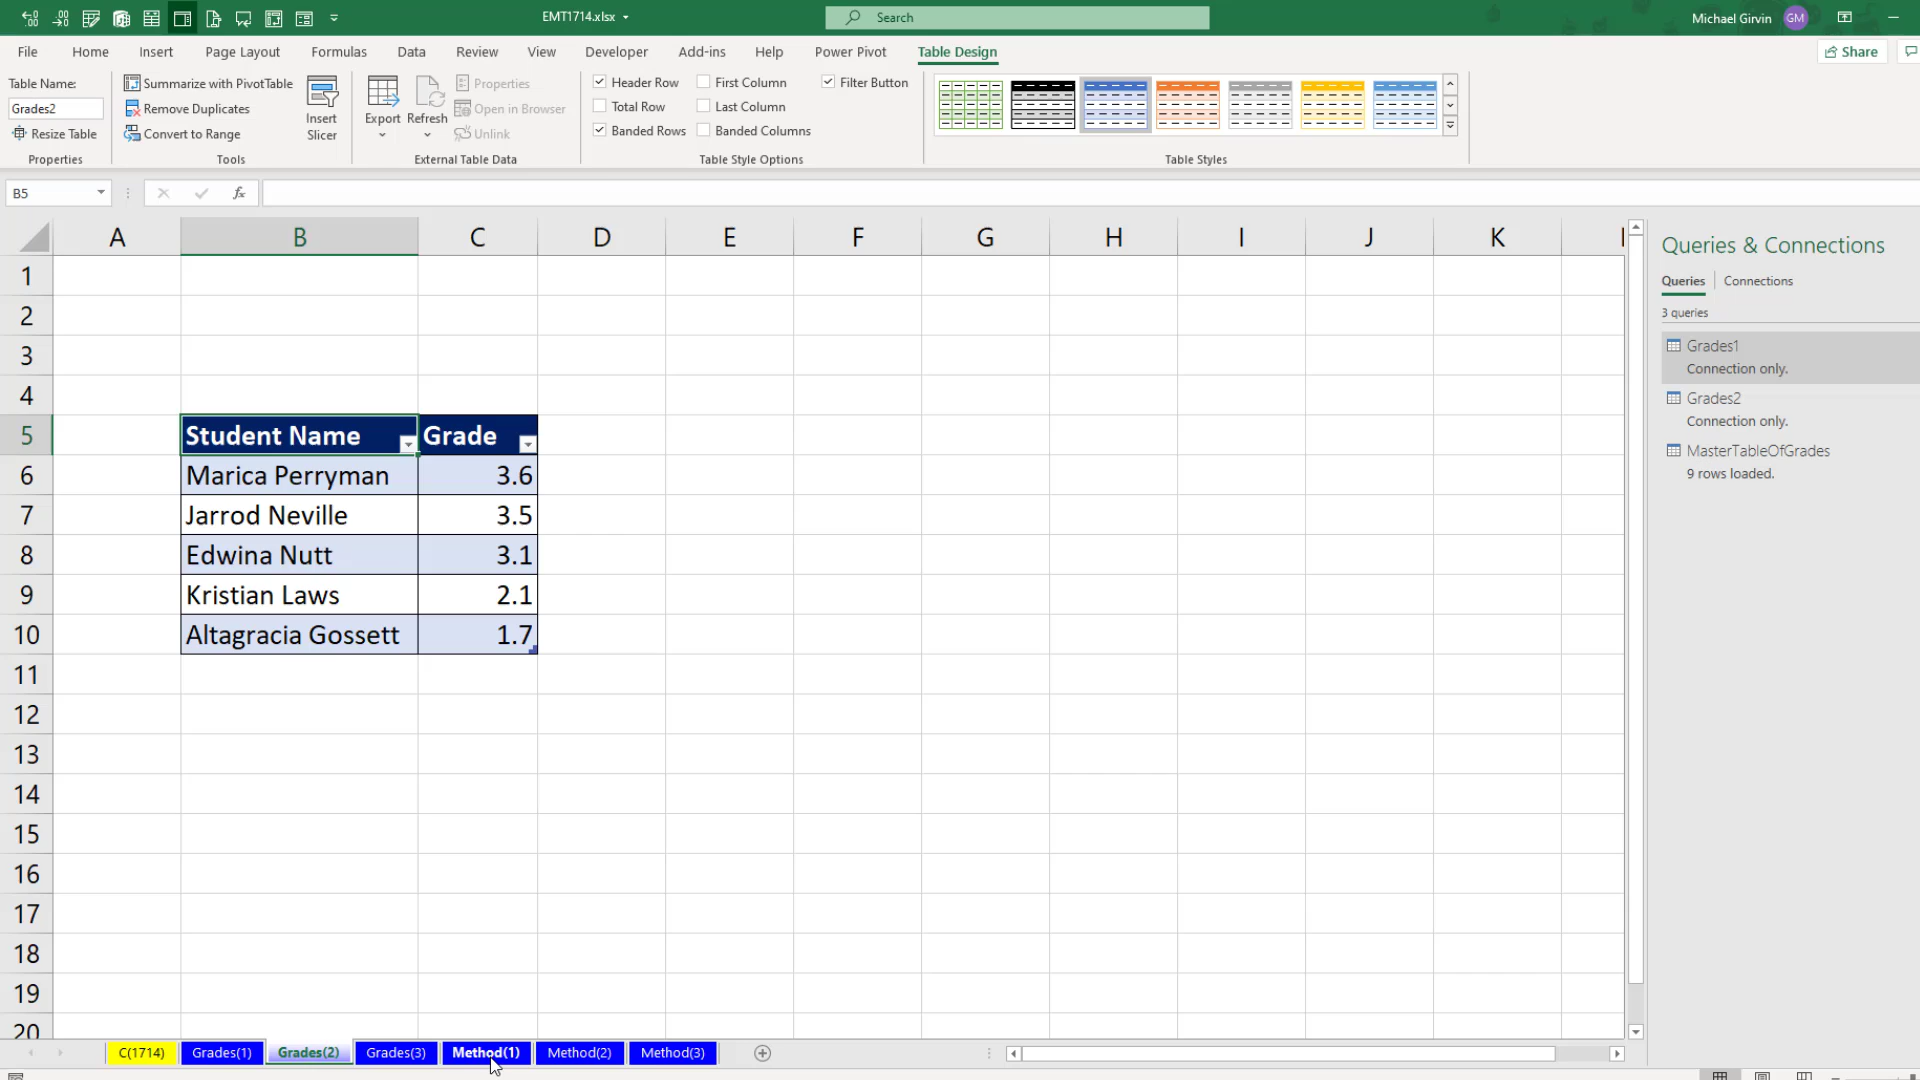 EMT1714.xlsx
Search
Michael Girvin GM
File Home Insert Page Layout Formulas Data Review View Developer Add-ins Help Power Pivot Table Design Share
Table Name:
Grades2
Resize Table
Properties
Summarize with PivotTable
Remove Duplicates
Convert to Range
Tools
Insert
Slicer
Export
Refresh
Properties
Open in Browser
Unlink
External Table Data
Header Row
Total Row
Banded Rows
First Column
Last Column
Banded Columns
Filter Button
Table Style Options
Table Styles
B5
fx
A B C D E F G H I J K
1
2
3
4
5 Student Name Grade
6 Marica Perryman 3.6
7 Jarrod Neville 3.5
8 Edwina Nutt 3.1
9 Kristian Laws 2.1
10 Altagracia Gossett 1.7
11
12
13
14
15
16
17
18
19
20
Queries & Connections
Queries Connections
3 queries
Grades1
Connection only.
Grades2
Connection only.
MasterTableOfGrades
9 rows loaded.
C(1714) Grades(1) Grades(2) Grades(3) Method(1) Method(2) Method(3)